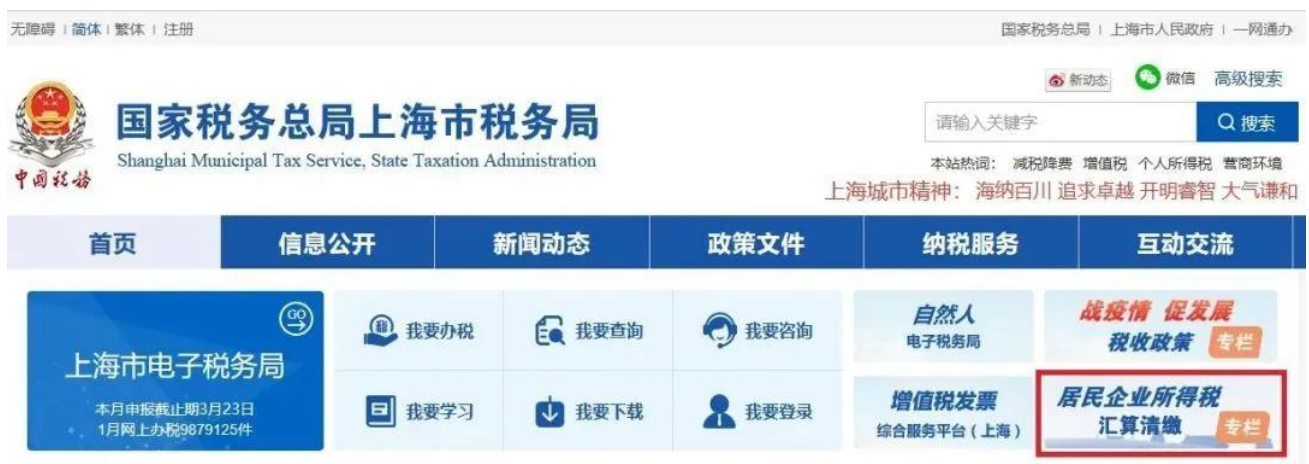 无障碍 | 简体 | 繁体 | 注册
国家税务总局 | 上海市人民政府 | 一网通办
新动态 微信 高级搜索
国家税务总局上海市税务局
Shanghai Municipal Tax Service, State Taxation Administration
中国税务
请输入关键字 搜索
本站热词： 减税降费 增值税 个人所得税 营商环境
上海城市精神： 海纳百川 追求卓越 开明睿智 大气谦和
首页 信息公开 新闻动态 政策文件 纳税服务 互动交流
GO
上海市电子税务局
本月申报截止期3月23日
1月网上办税9879125件
税 我要办税 我要查询 我要咨询
我要学习 我要下载 我要登录
自然人
电子税务局
战疫情 促发展
税收政策 专栏
增值税发票
综合服务平台（上海）
居民企业所得税
汇算清缴 专栏